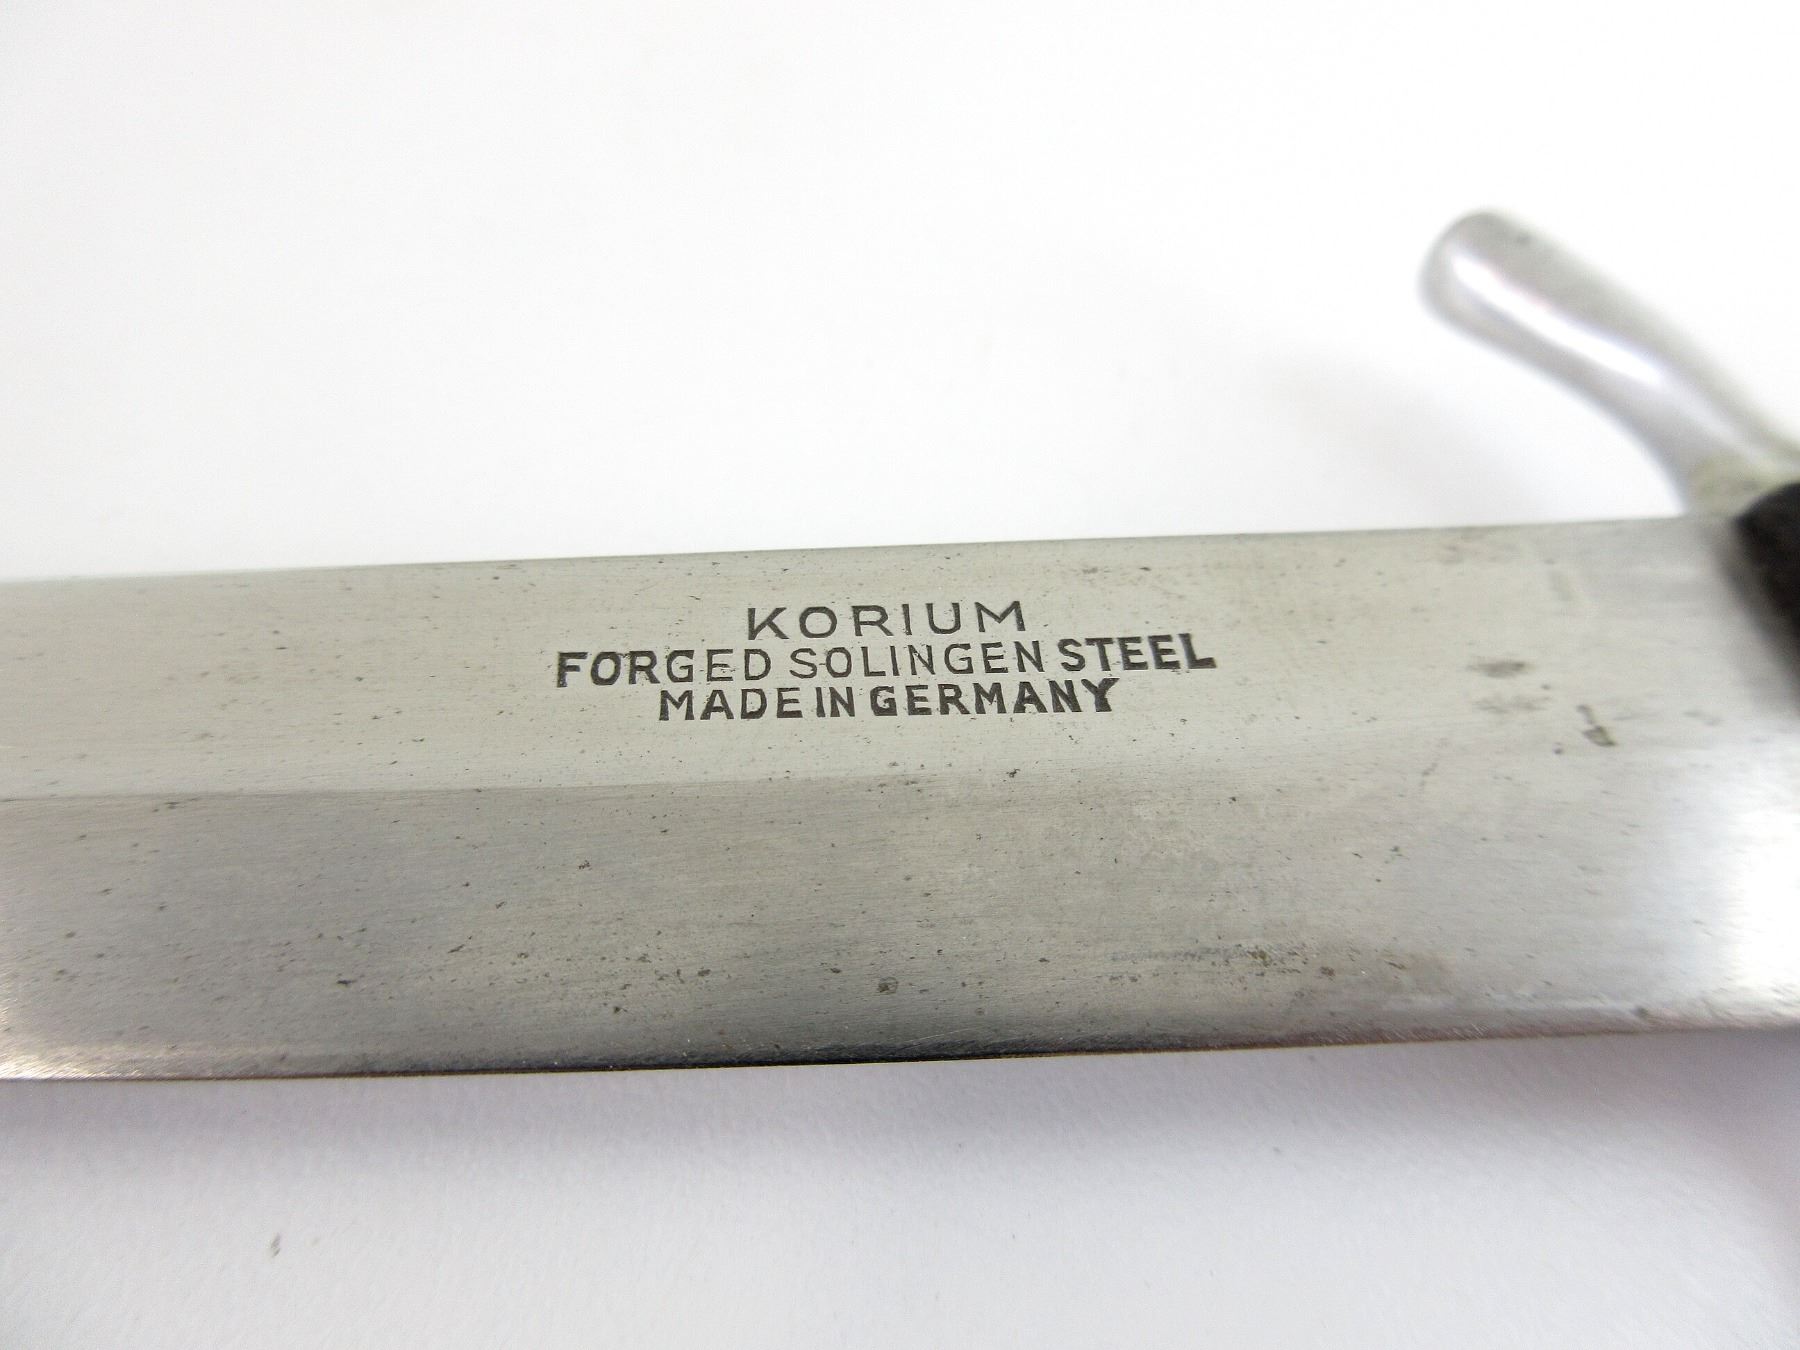 KORIUM
FORGED SOLINGEN STEEL
MADE IN GERMANY